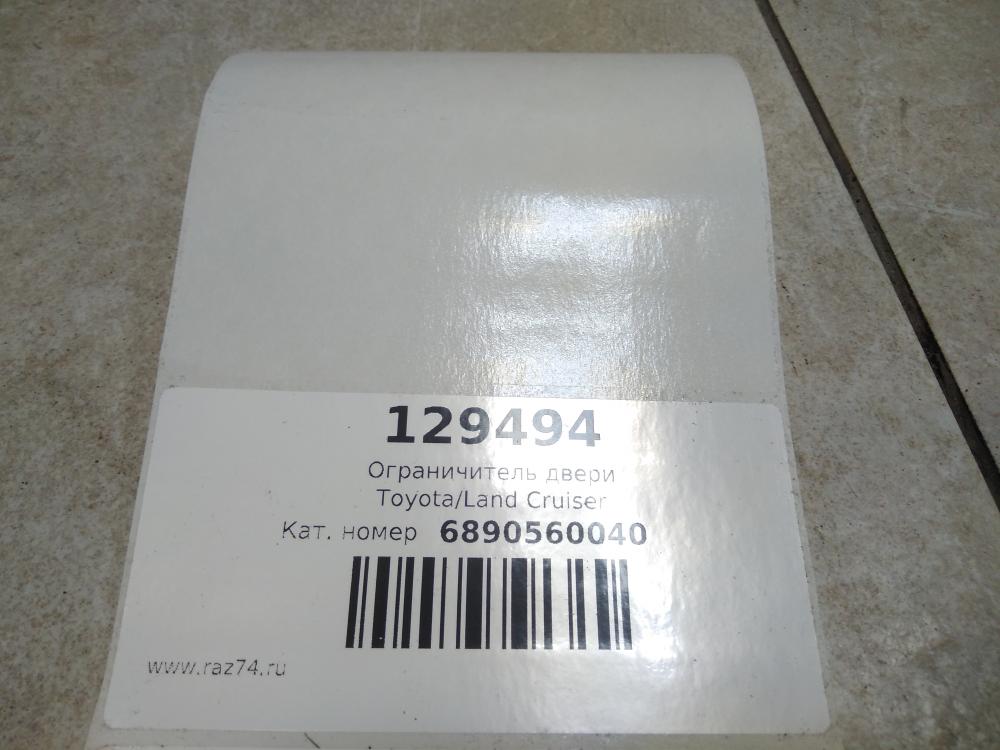 129494
Ограничитель двери
Toyota/Land Cruiser
Кат. номер 6890560040
www.raz74.ru